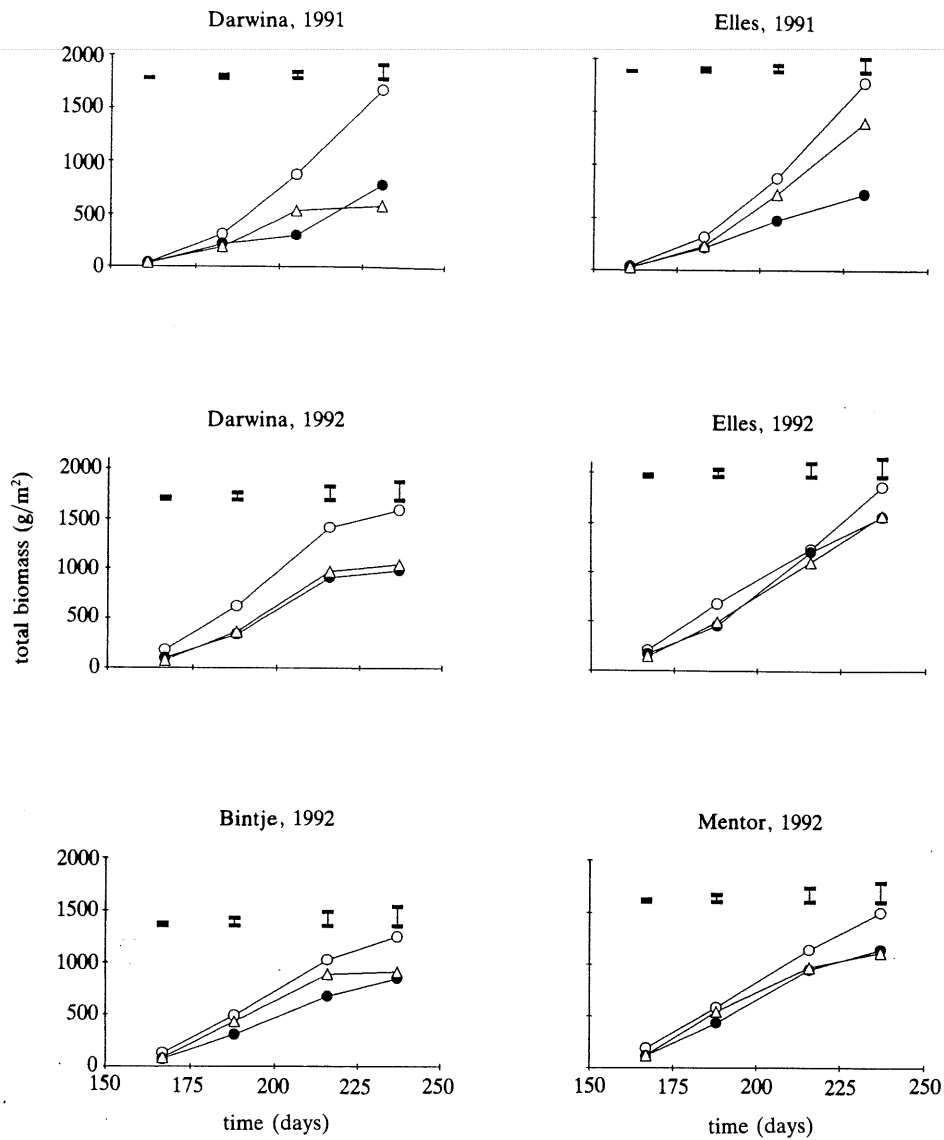 Darwina, 1991
Elles, 1991
2000
1500
1000
500
0
Darwina, 1992
Elles, 1992
total biomass (g/m²)
2000
1500
1000
500
0
Bintje, 1992
Mentor, 1992
2000
1500
1000
500
0
150 175 200 225 250
150 175 200 225 250
time (days)
time (days)